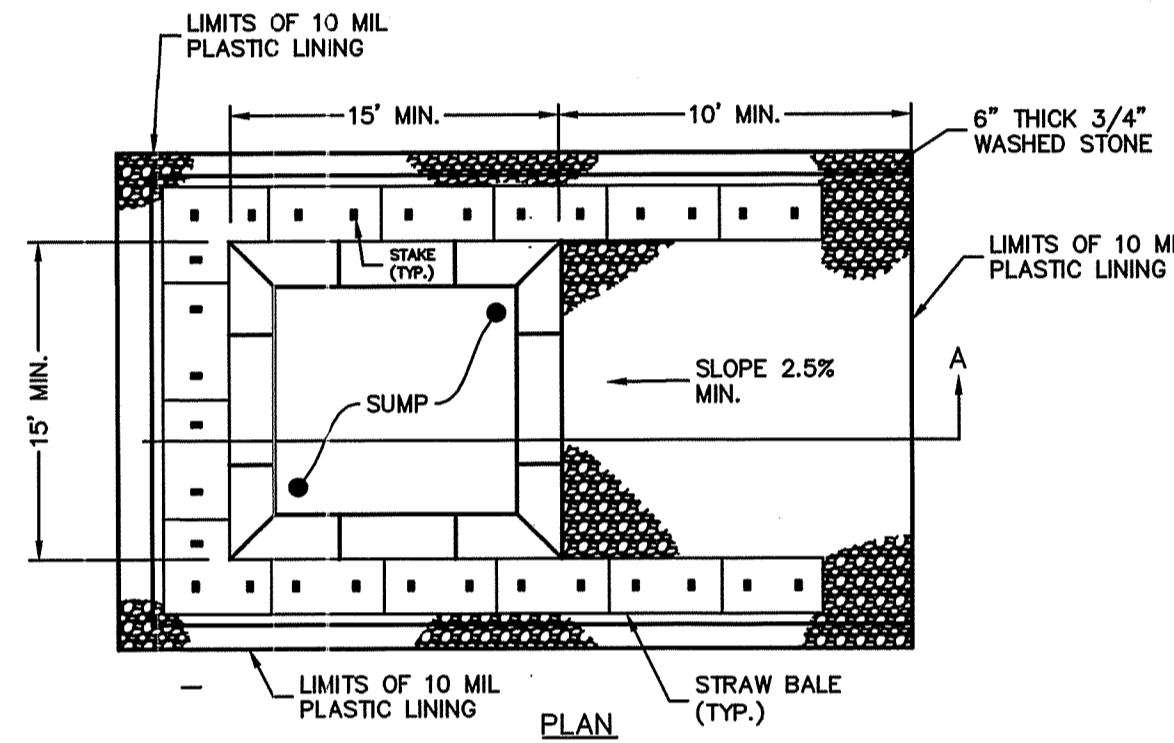 LIMITS OF 10 MIL
PLASTIC LINING
15' MIN.
10' MIN.
6" THICK 3/4"
WASHED STONE
STAKE
(TYP.)
LIMITS OF 10 MI
PLASTIC LINING
15' MIN.
SUMP
SLOPE 2.5%
MIN.
A
LIMITS OF 10 MIL
PLASTIC LINING
STRAW BALE
(TYP.)
PLAN